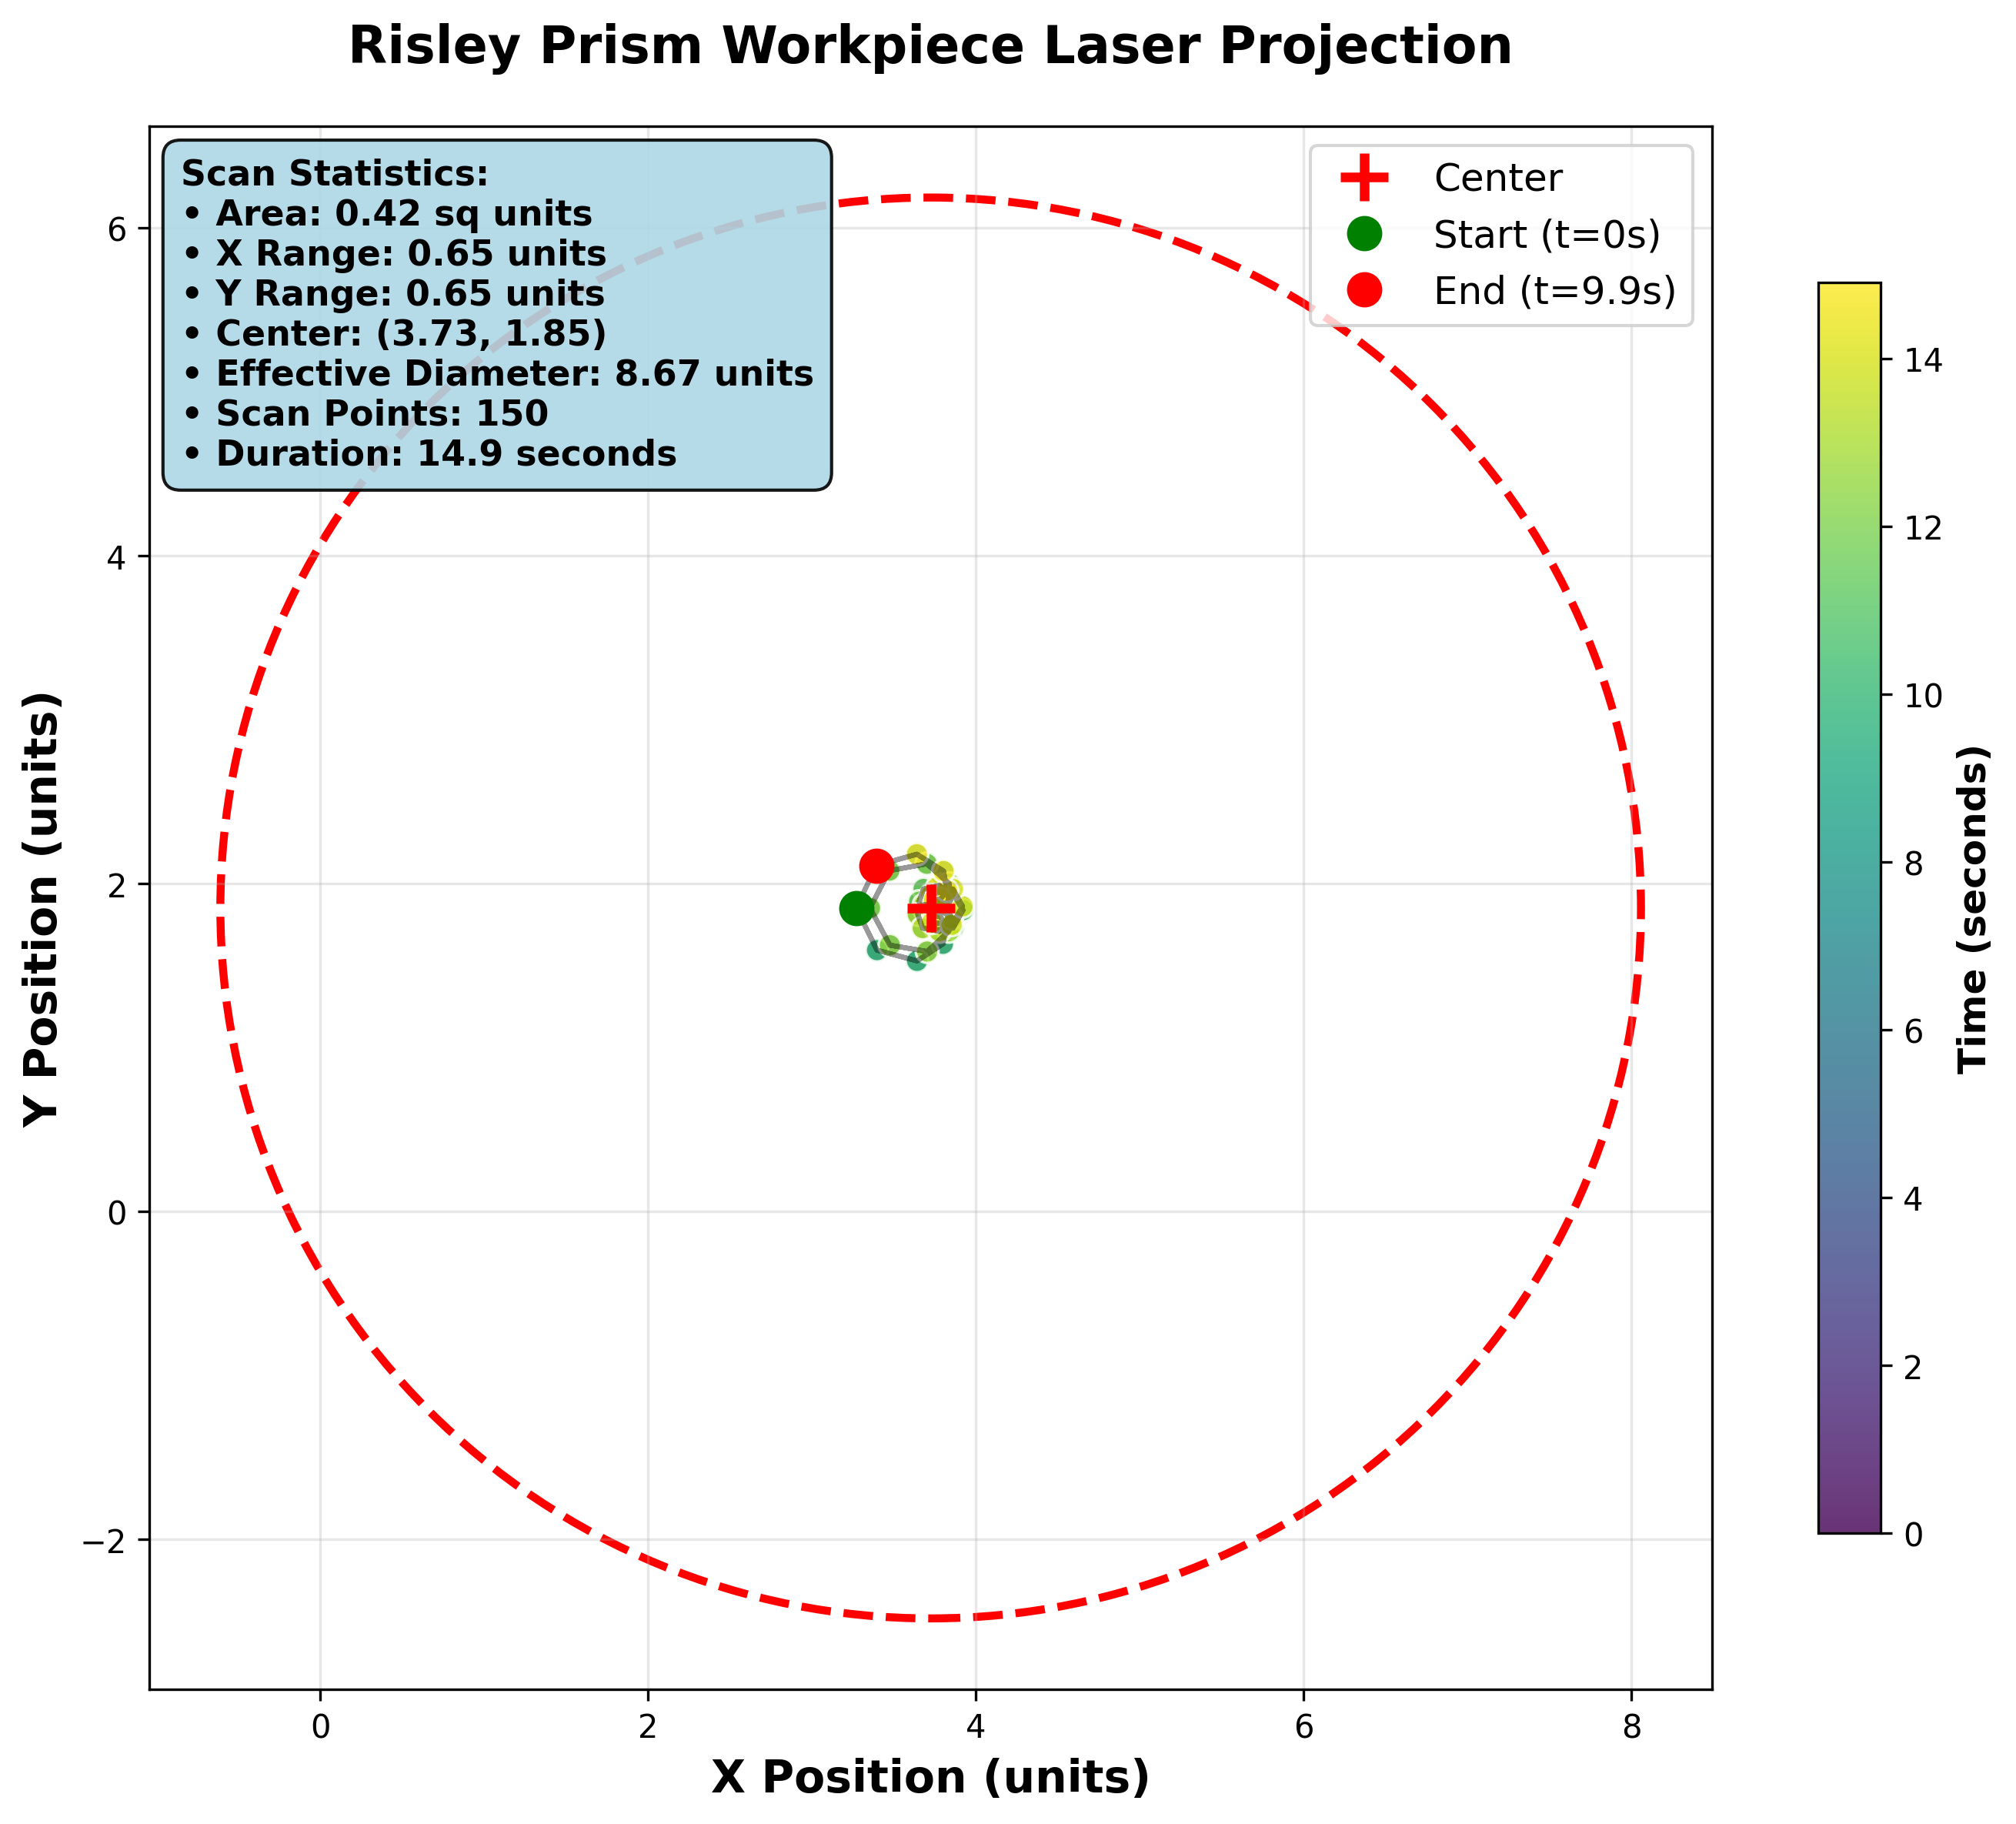 Risley Prism Workpiece Laser Projection
Scan Statistics:
• Area: 0.42 sq units
• X Range: 0.65 units
• Y Range: 0.65 units
• Center: (3.73, 1.85)
• Effective Diameter: 8.67 units
• Scan Points: 150
• Duration: 14.9 seconds
Center
Start (t=0s)
End (t=9.9s)
6
4
2
0
−2
Y Position (units)
0
2
4
6
8
X Position (units)
14
12
10
8
6
4
2
0
Time (seconds)